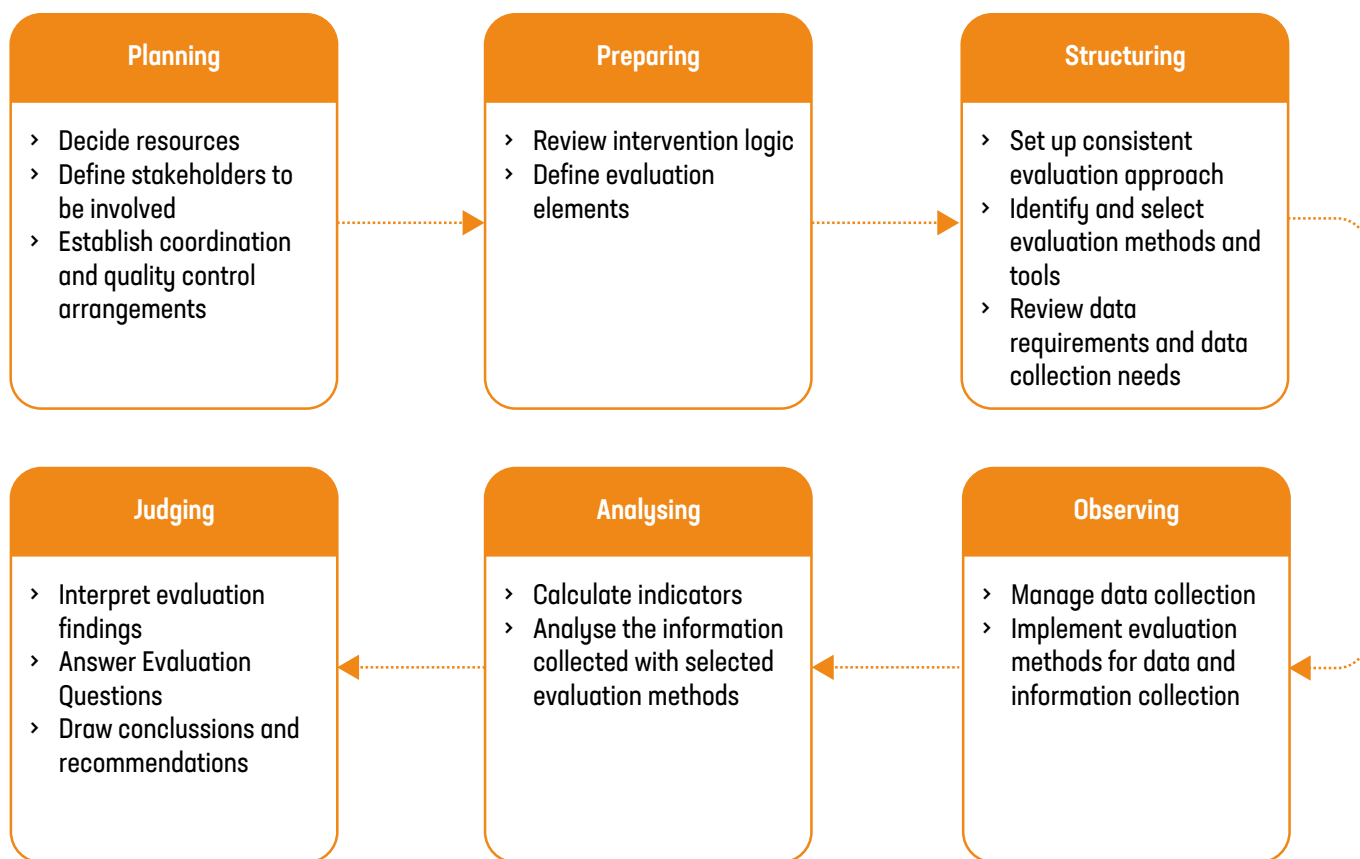 Planning
› Decide resources
› Define stakeholders to
be involved
› Establish coordination
and quality control
arrangements
Preparing
› Review intervention logic
› Define evaluation
elements
Structuring
› Set up consistent
evaluation approach
› Identify and select
evaluation methods and
tools
› Review data
requirements and data
collection needs
Observing
› Manage data collection
› Implement evaluation
methods for data and
information collection
Analysing
› Calculate indicators
› Analyse the information
collected with selected
evaluation methods
Judging
› Interpret evaluation
findings
› Answer Evaluation
Questions
› Draw conclussions and
recommendations